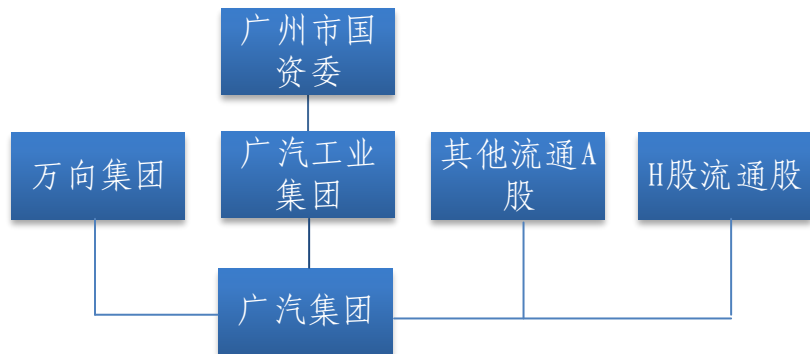 广州市国
资委
万向集团
广汽工业
集团
其他流通A
股
H股流通股
广汽集团